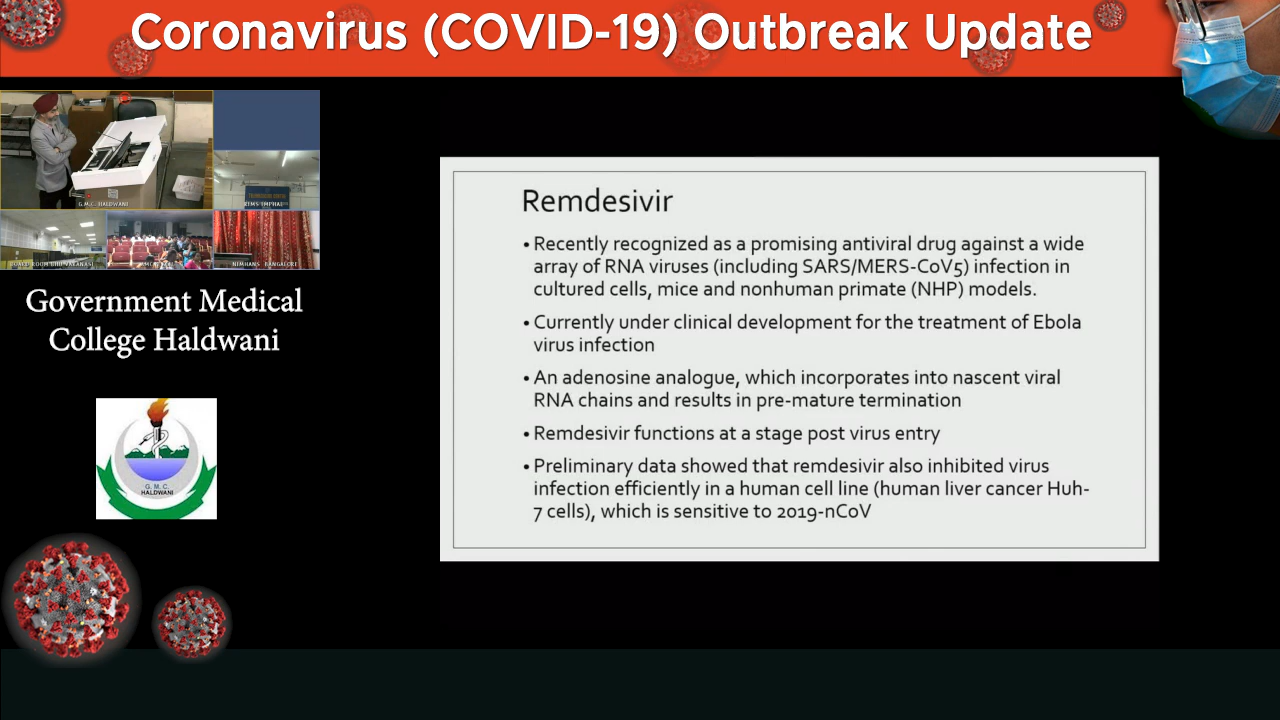 Coronavirus (COVID-19) Outbreak Update
G.M.C. HALDWANI
NIMHANS BANGALORE
Government Medical
College Haldwani
G. M. C.
HALDWANI
Remdesivir
• Recently recognized as a promising antiviral drug against a wide
array of RNA viruses (including SARS/MERS-CoV5) infection in
cultured cells, mice and nonhuman primate (NHP) models.
• Currently under clinical development for the treatment of Ebola
virus infection
• An adenosine analogue, which incorporates into nascent viral
RNA chains and results in pre-mature termination
• Remdesivir functions at a stage post virus entry
• Preliminary data showed that remdesivir also inhibited virus
infection efficiently in a human cell line (human liver cancer Huh-
7 cells), which is sensitive to 2019-nCoV